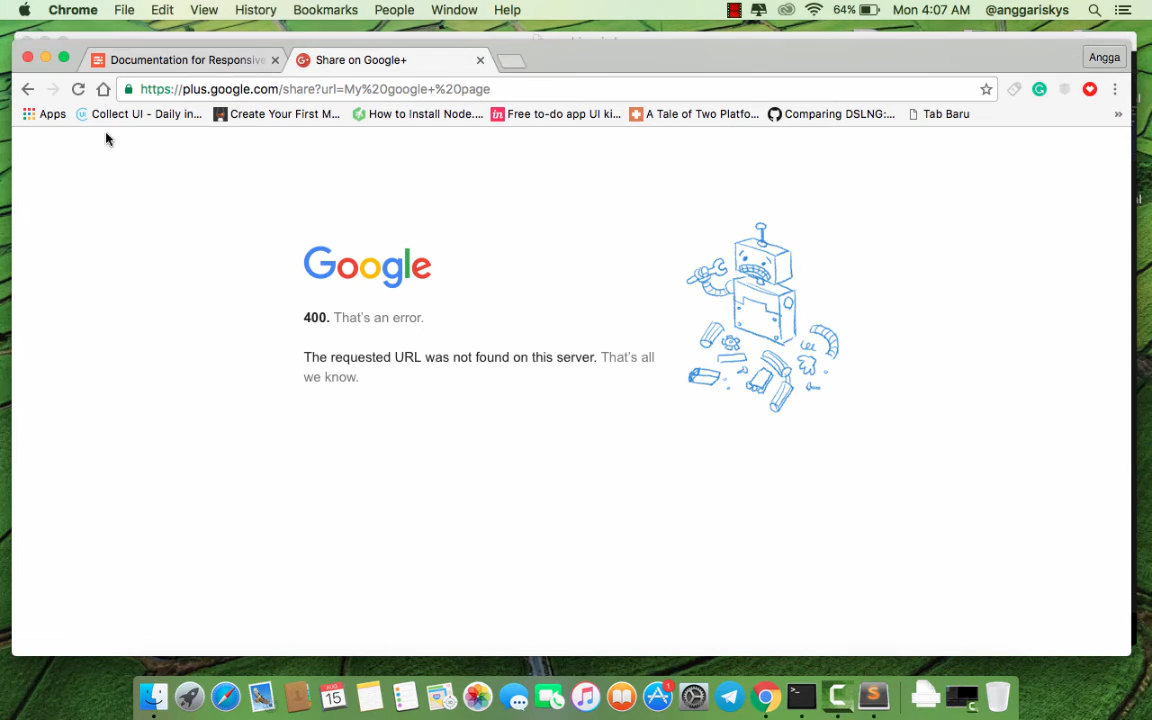 Chrome File Edit View History Bookmarks People Window Help 64% Mon 4:07 AM @anggariskys
Documentation for Responsive Share on Google+ Angga
https://plus.google.com/share?url=My%20google+%20page
Apps Collect UI - Daily in... Create Your First M... How to Install Node.... Free to-do app UI ki... A Tale of Two Platfo... Comparing DSLNG:... Tab Baru »
Google
400. That's an error.
The requested URL was not found on this server. That's all
we know.
AUG
15
1